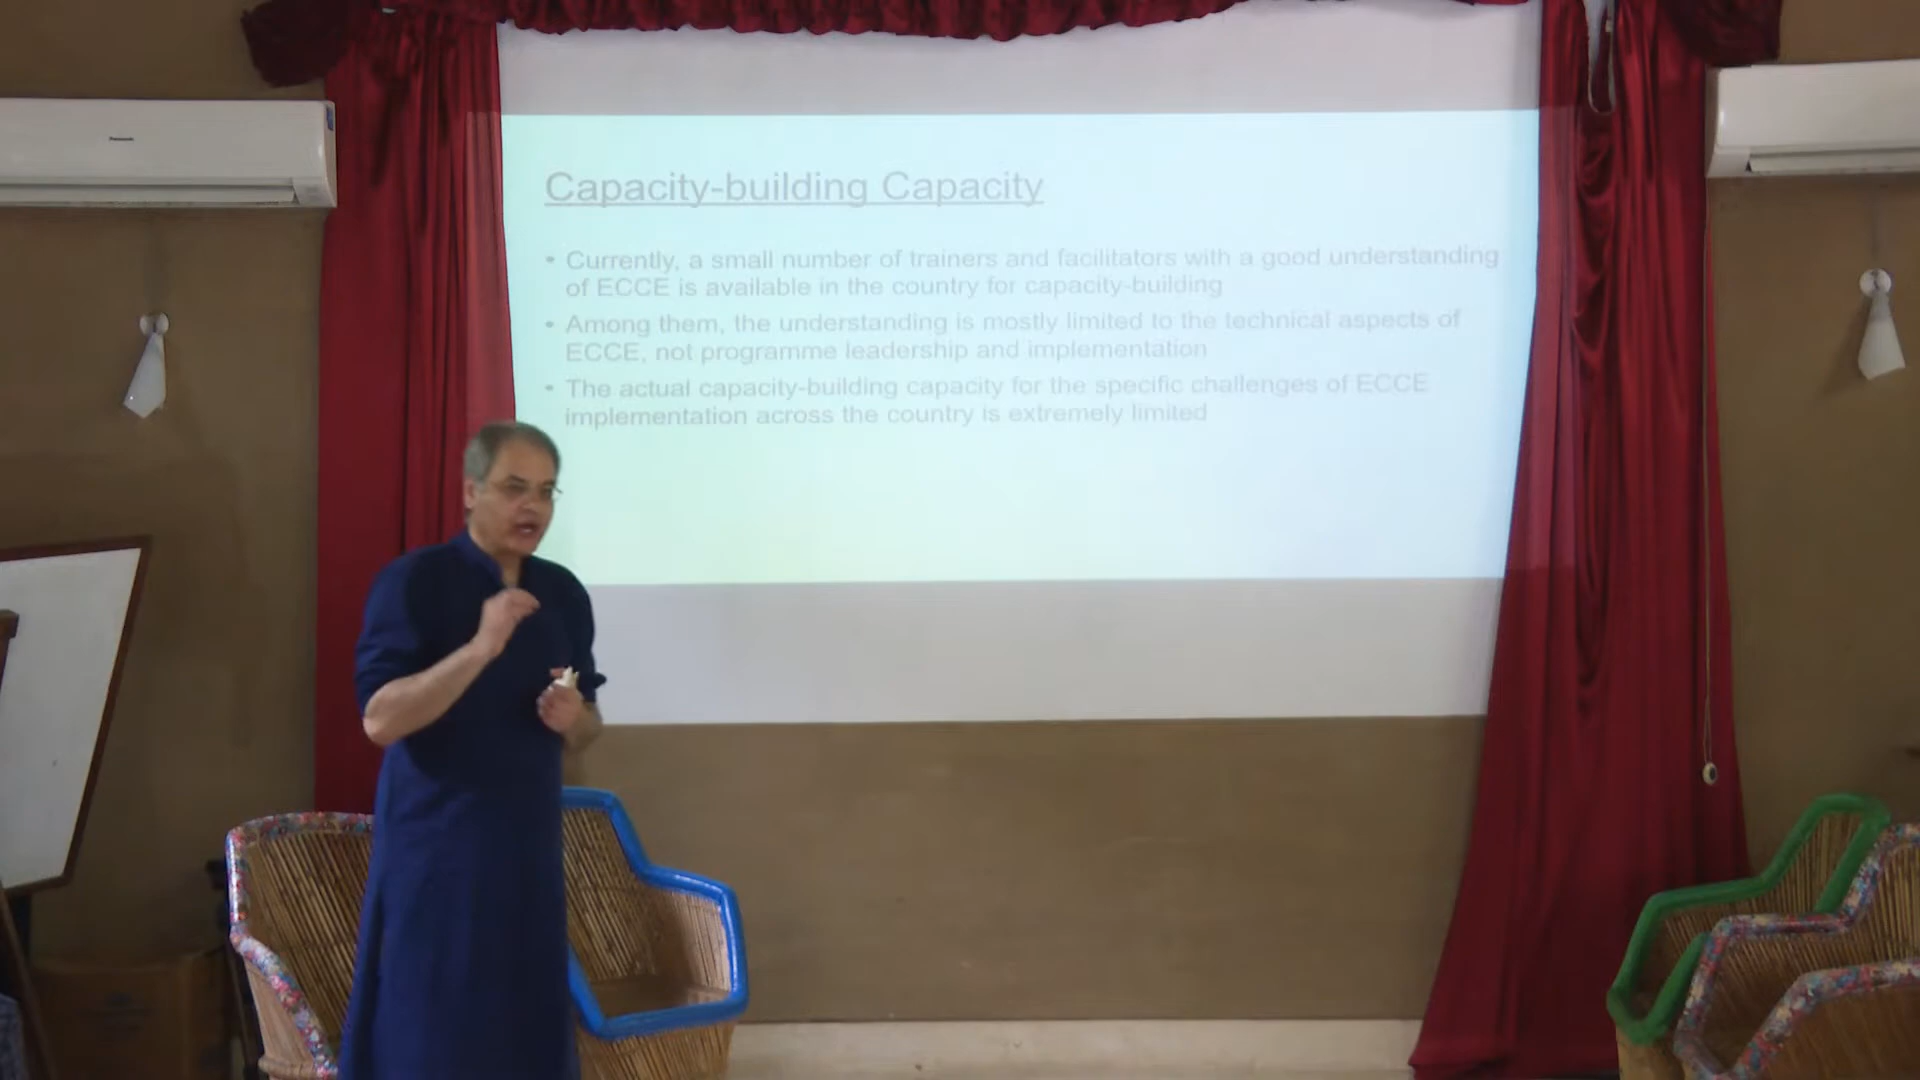 Capacity-building Capacity
• Currently, a small number of trainers and facilitators with a good understanding
of ECCE is available in the country for capacity-building
• Among them, the understanding is mostly limited to the technical aspects of
ECCE, not programme leadership and implementation
• The actual capacity-building capacity for the specific challenges of ECCE
implementation across the country is extremely limited